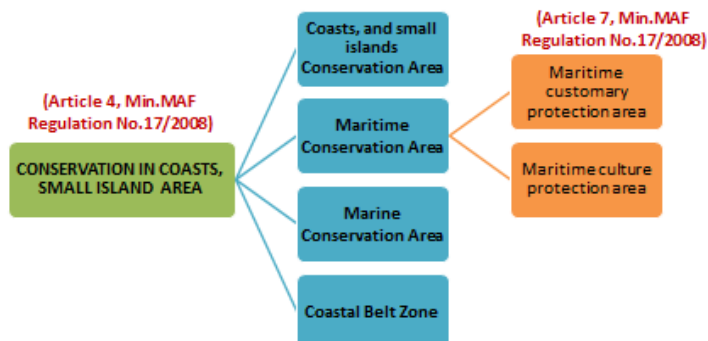 (Article 4, Min.MAF
Regulation No.17/2008)
CONSERVATION IN COASTS,
SMALL ISLAND AREA
Coasts, and small
islands
Conservation Area
Maritime
Conservation Area
Marine
Conservation Area
Coastal Belt Zone
(Article 7, Min.MAF
Regulation No.17/2008)
Maritime
customary
protection area
Maritime culture
protection area